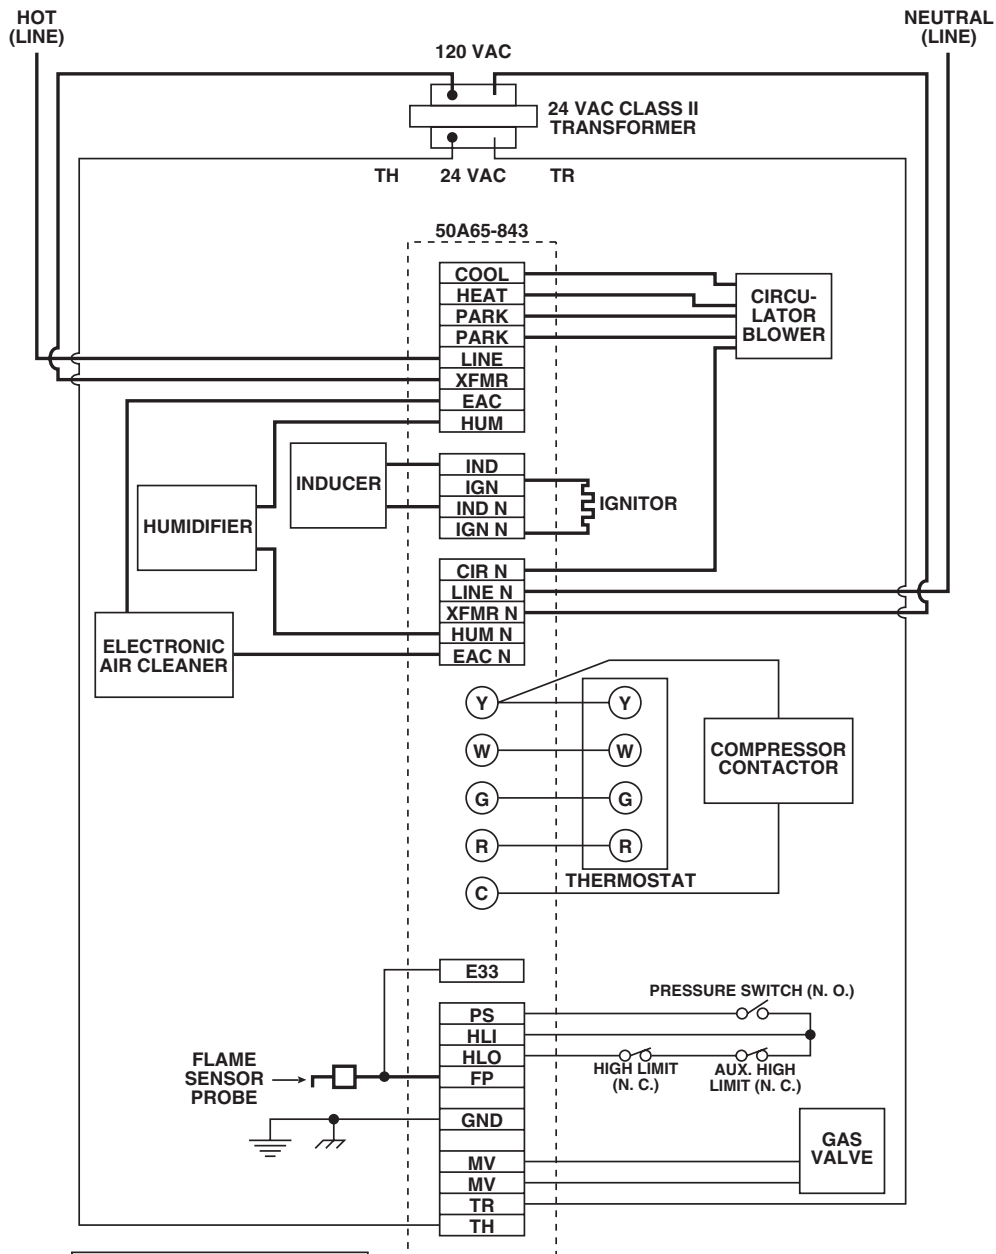 HOT
(LINE)
NEUTRAL
(LINE)
120 VAC
24 VAC CLASS II
TRANSFORMER
TH
24 VAC
TR
50A65-843
COOL
HEAT
PARK
PARK
LINE
XFMR
EAC
HUM
CIRCU-
LATOR
BLOWER
IND
IGN
IND N
IGN N
INDUCER
IGNITOR
HUMIDIFIER
CIR N
LINE N
XFMR N
HUM N
EAC N
ELECTRONIC
AIR CLEANER
Y
Y
W
W
G
G
R
R
C
THERMOSTAT
COMPRESSOR
CONTACTOR
E33
PRESSURE SWITCH (N. O.)
PS
HLI
HLO
FP
HIGH LIMIT
(N. C.)
AUX. HIGH
LIMIT (N. C.)
FLAME
SENSOR
PROBE
GND
MV
MV
TR
TH
GAS
VALVE